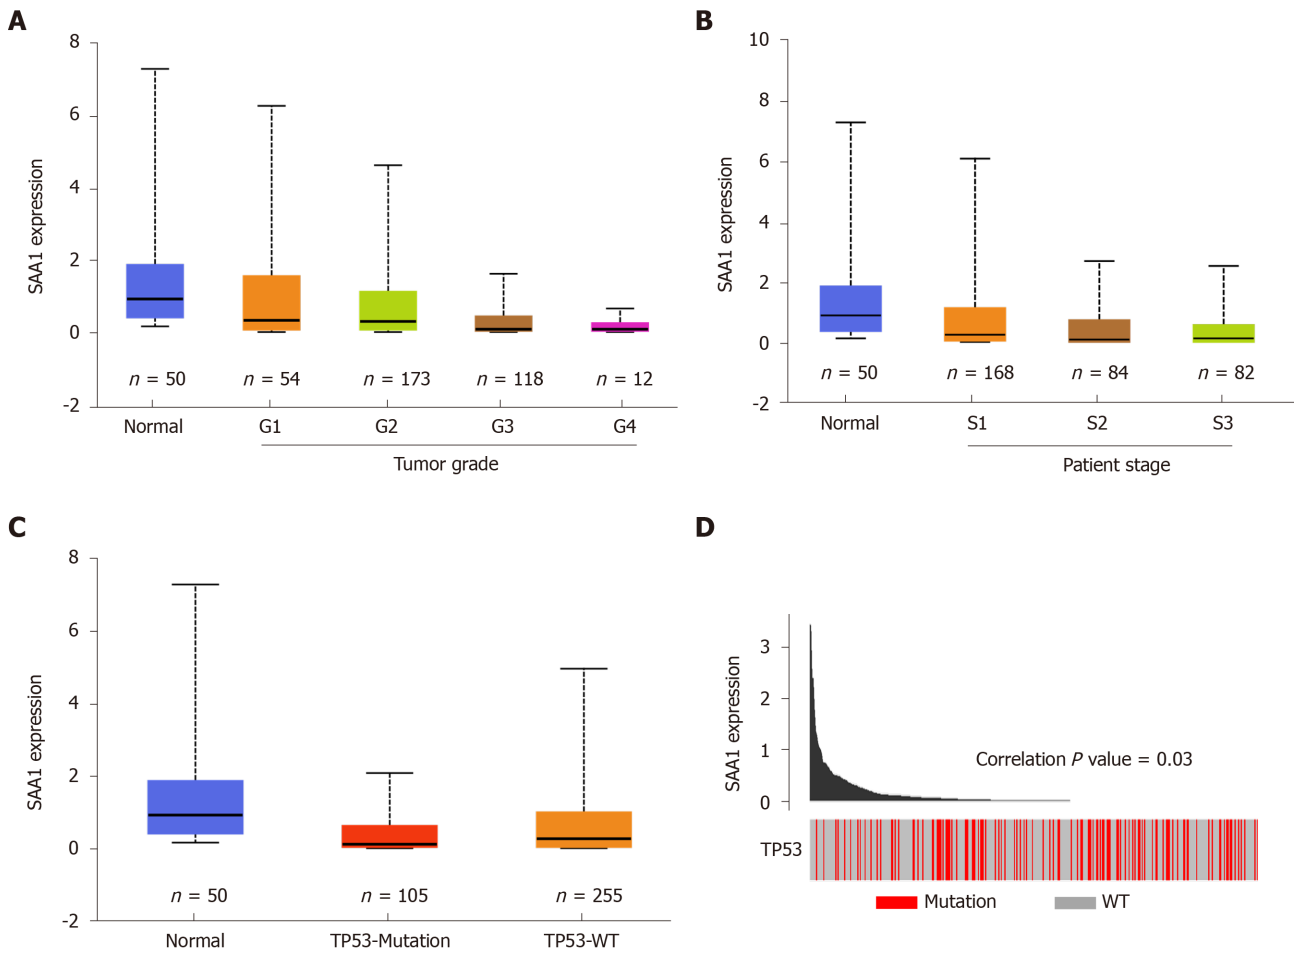 A
8
6
4
2
0
-2
SAA1 expression
n = 50
n = 54
n = 173
n = 118
n = 12
Normal
G1
G2
G3
G4
Tumor grade
B
10
8
6
4
2
0
-2
SAA1 expression
n = 50
n = 168
n = 84
n = 82
Normal
S1
S2
S3
Patient stage
C
8
6
4
2
0
-2
SAA1 expression
n = 50
n = 105
n = 255
Normal
TP53-Mutation
TP53-WT
D
3
2
1
0
SAA1 expression
Correlation P value = 0.03
TP53
Mutation
WT